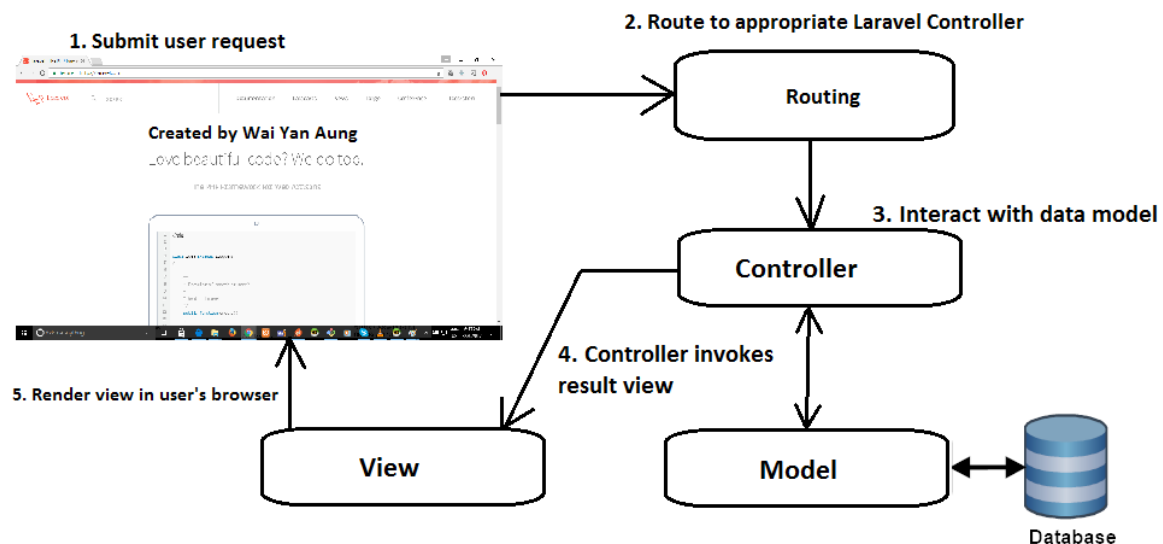 1. Submit user request
2. Route to appropriate Laravel Controller
Routing
Created by Wai Yan Aung
Love beautiful code? We do too.
3. Interact with data model
Controller
4. Controller invokes
result view
5. Render view in user's browser
View
Model
Database